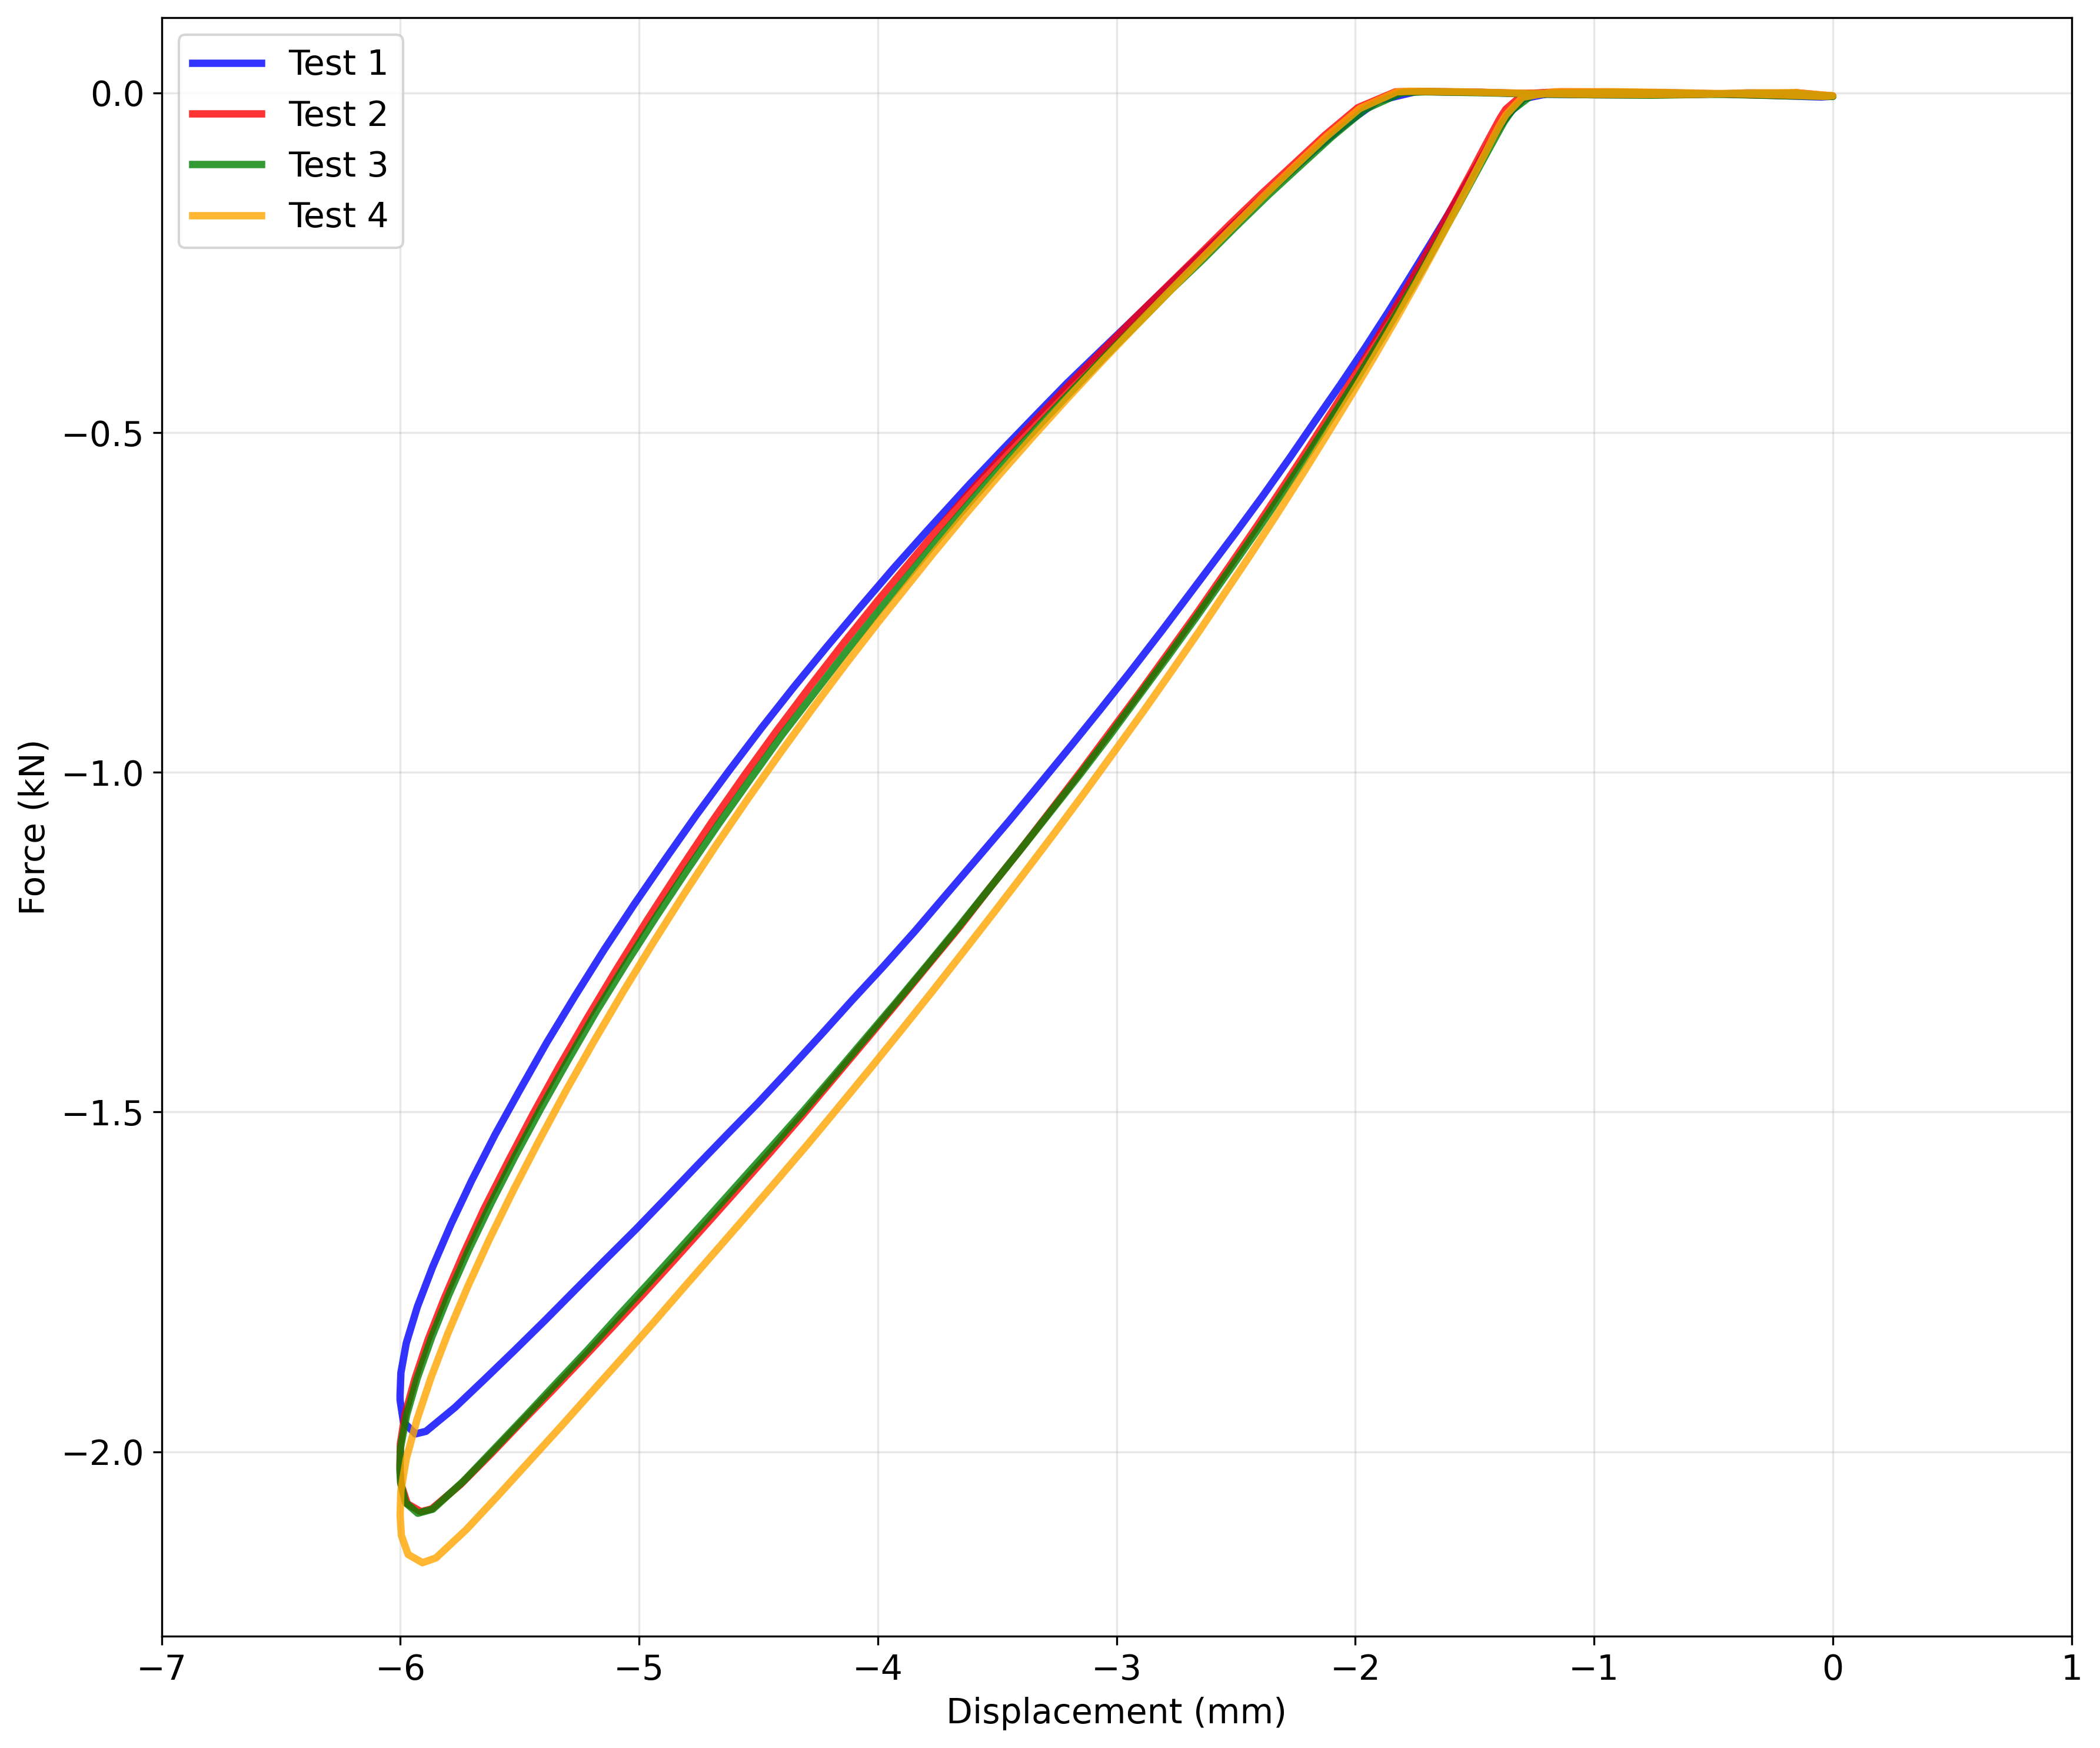 Test 1
Test 2
Test 3
Test 4
0.0
−0.5
−1.0
−1.5
−2.0
Force (kN)
−7 −6 −5 −4 −3 −2 −1 0 1
Displacement (mm)